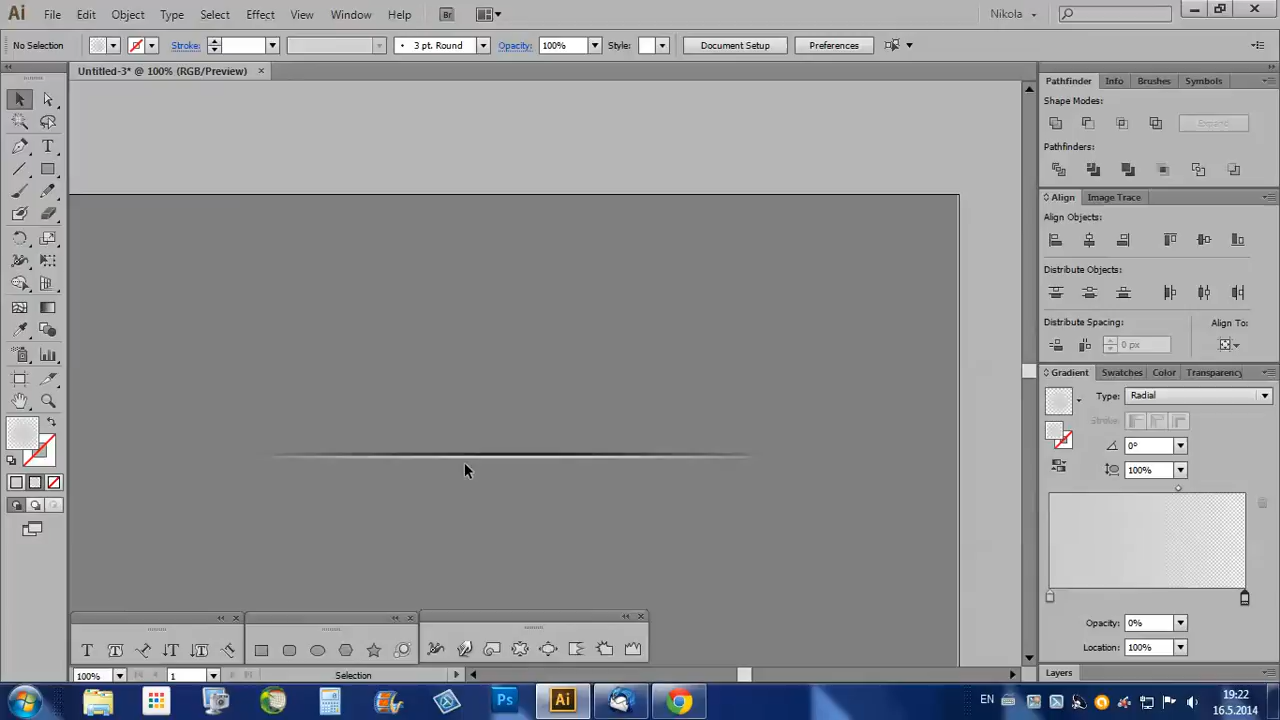 Ai File Edit Object Type Select Effect View Window Help Br Nikola
No Selection Stroke: 3 pt. Round Opacity: 100% Style: Document Setup Preferences
Untitled-3* @ 100% (RGB/Preview)
Pathfinder Info Brushes Symbols
Shape Modes:
Expand
Pathfinders:
Align Image Trace
Align Objects:
Distribute Objects:
Distribute Spacing: Align To:
0 px
Gradient Swatches Color Transparency
Type: Radial
Stroke:
0°
100%
Opacity: 0%
Location: 100%
Layers
100% 1 Selection
Ps Ai EN 19:22
16.5.2014